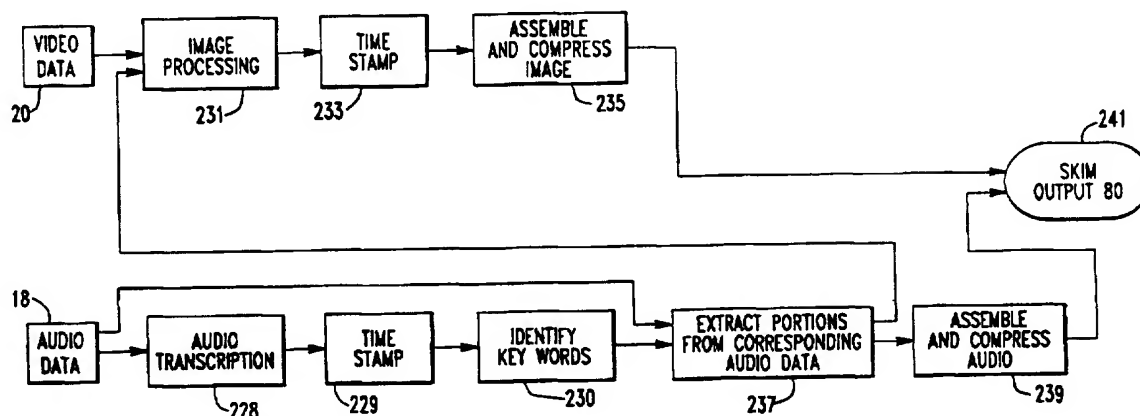 VIDEO
DATA
20
IMAGE
PROCESSING
231
TIME
STAMP
233
ASSEMBLE
AND COMPRESS
IMAGE
235
241
SKIM
OUTPUT 80
18
AUDIO
DATA
AUDIO
TRANSCRIPTION
228
TIME
STAMP
229
IDENTIFY
KEY WORDS
230
EXTRACT PORTIONS
FROM CORRESPONDING
AUDIO DATA
237
ASSEMBLE
AND COMPRESS
AUDIO
239